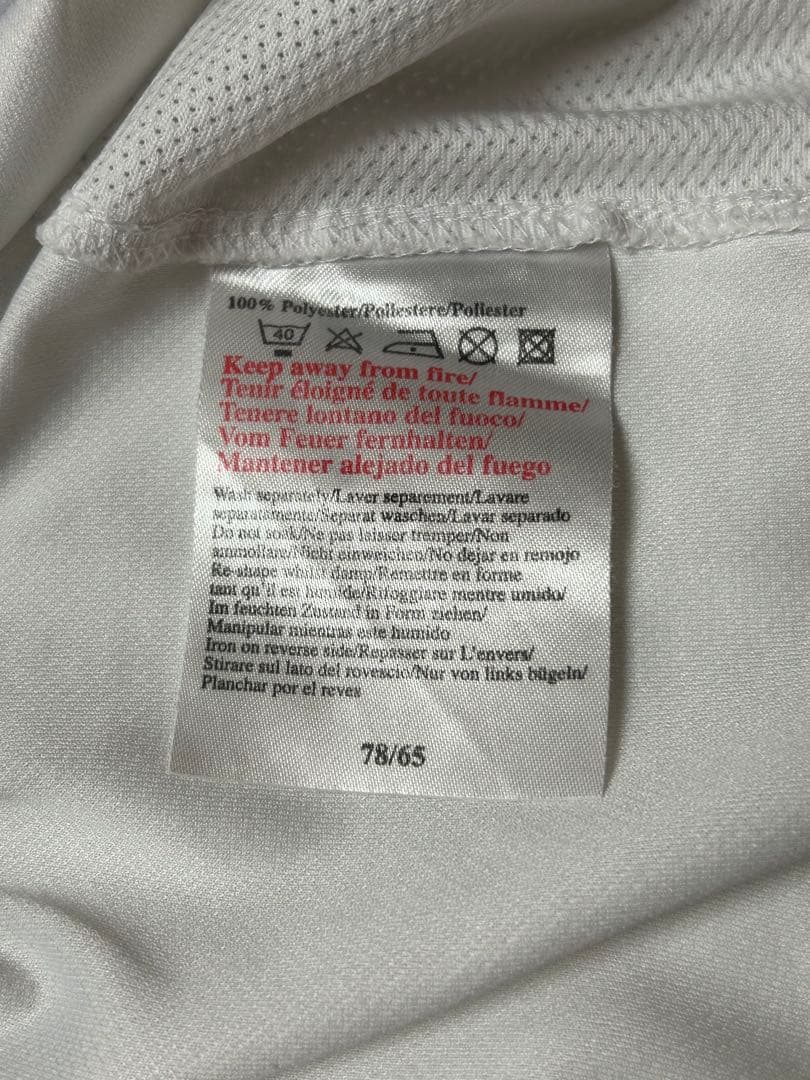 100% Polyester/Poliestere/Poliester
40
Keep away from fire/
Tenir éloigné de toute flamme/
Tenere lontano del fuoco/
Vom Feuer fernhalten/
Mantener alejado del fuego
Wash separately/Laver separement/Lavare
separatamente/Separat waschen/Lavar separado
Do not soak/Ne pas laisser tremper/Non
ammollare/Nicht einweichen/No dejar en remojo
Re-shape whilst damp/Remettre en forme
tant qu'il est humide/Rifoggiare mentre umido/
Im feuchten Zustand in Form ziehen/
Manipular mientras este humido
Iron on reverse side/Repasser sur L'envers/
Stirare sul lato del rovescio/Nur von links bügeln/
Planchar por el reves
78/65